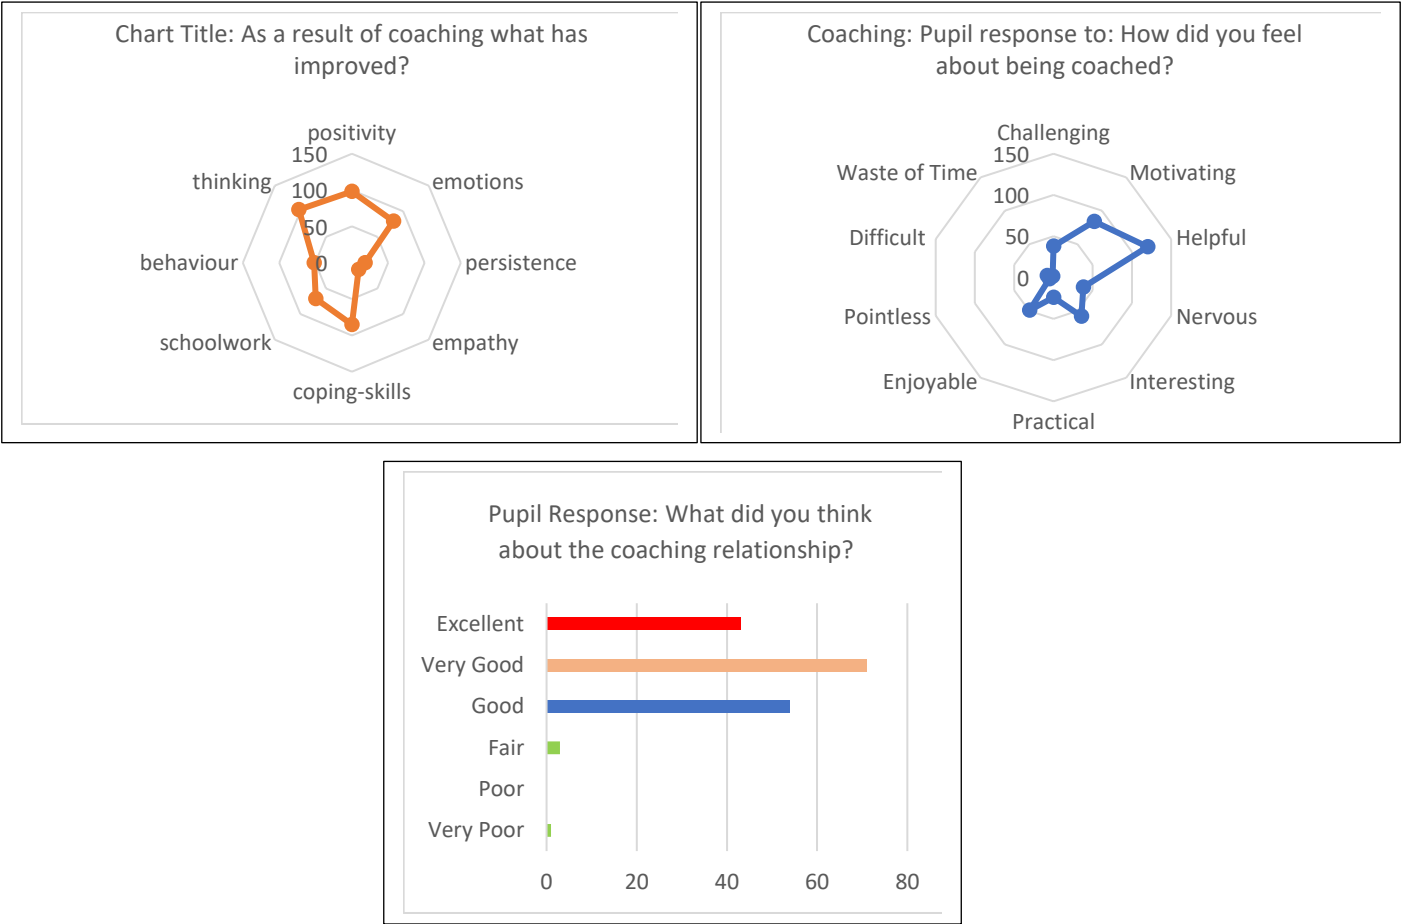 Chart Title: As a result of coaching what has
improved?
positivity
150
thinking
100
emotions
50
behaviour
0
persistence
schoolwork
empathy
coping-skills
Coaching: Pupil response to: How did you feel
about being coached?
Challenging
150
Waste of Time
Motivating
100
Difficult
50
Helpful
0
Pointless
Nervous
Enjoyable
Interesting
Practical
Pupil Response: What did you think
about the coaching relationship?
Excellent
Very Good
Good
Fair
Poor
Very Poor
0 20 40 60 80